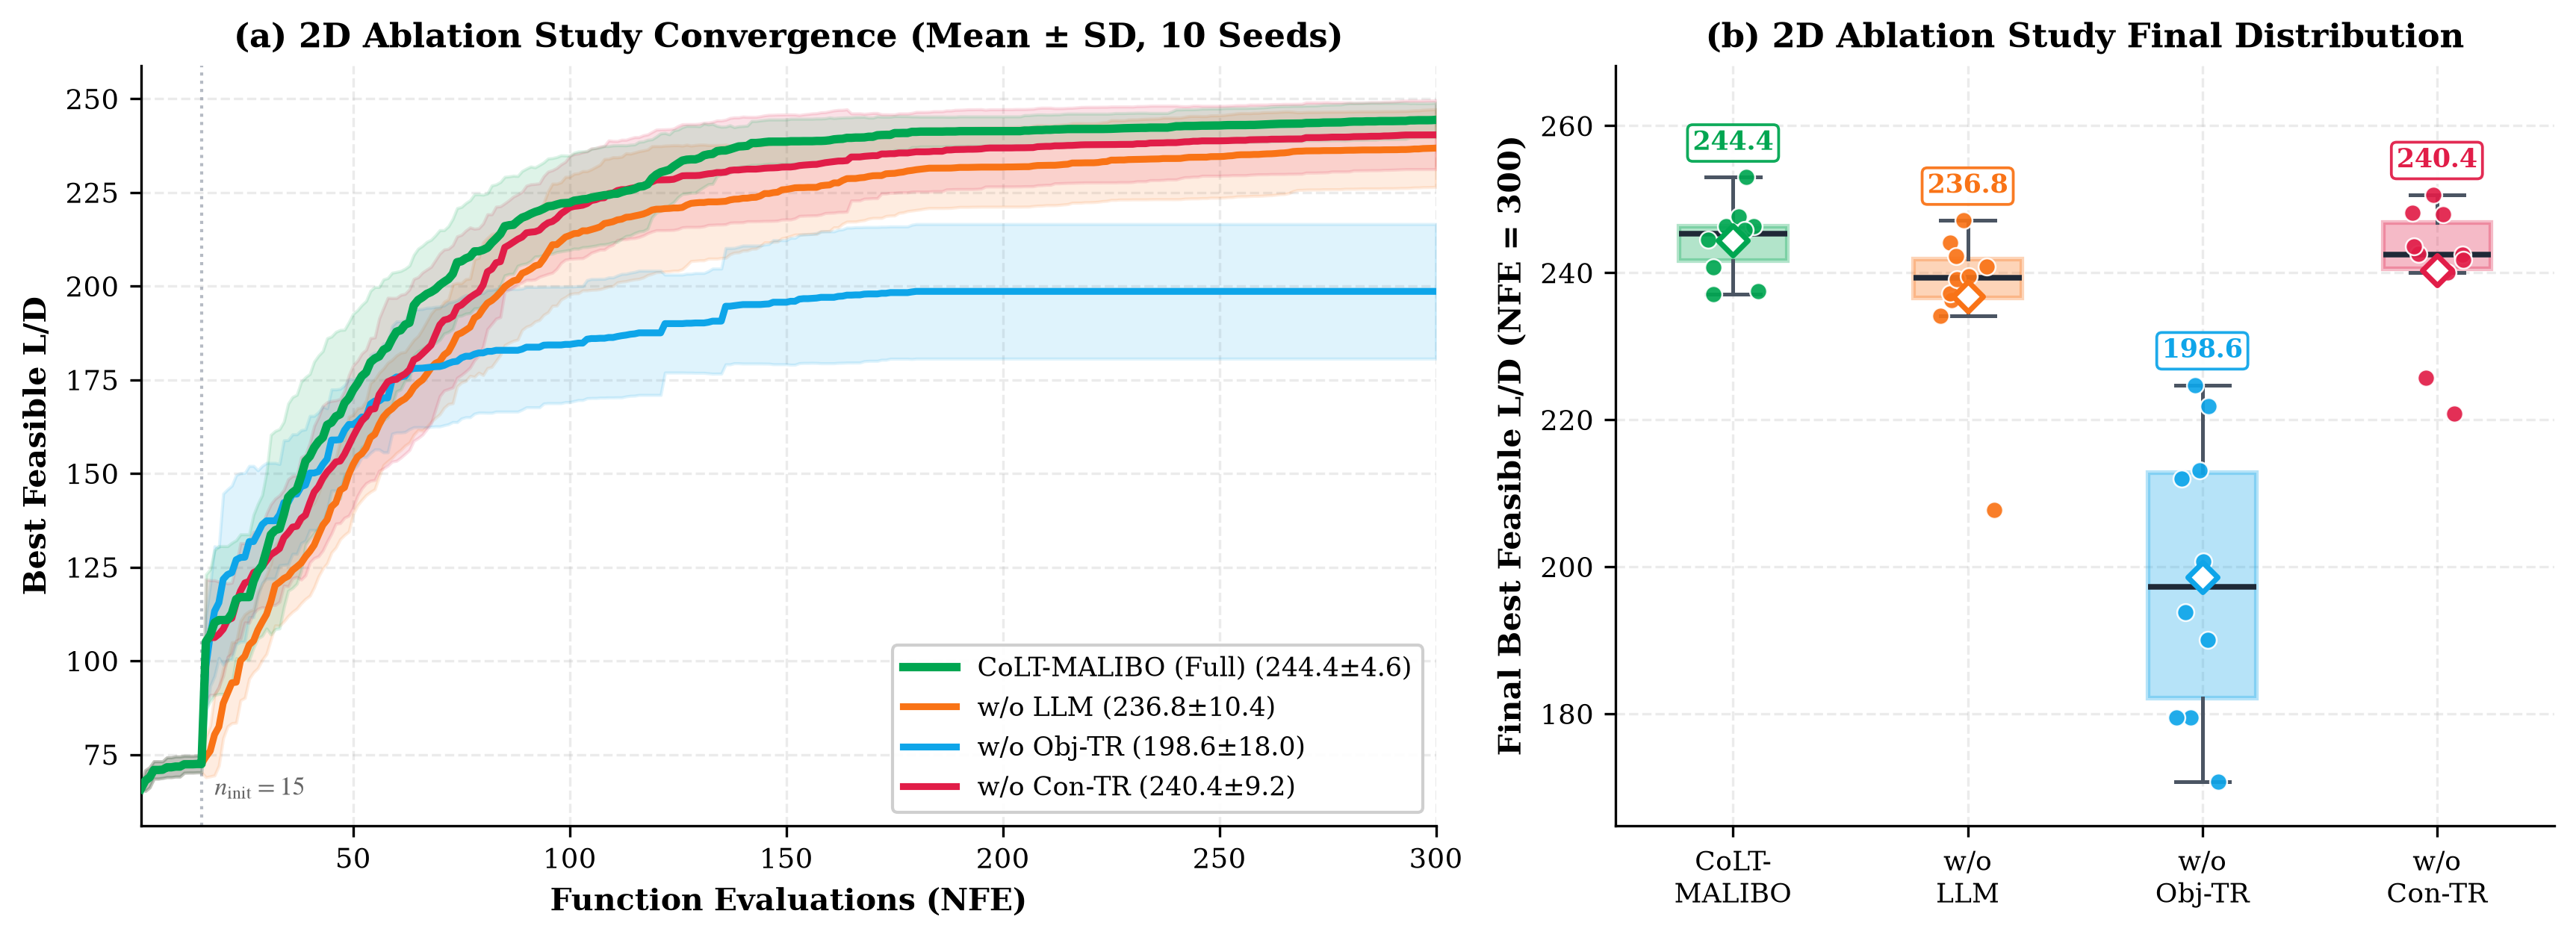 (a) 2D Ablation Study Convergence (Mean ± SD, 10 Seeds)
Best Feasible L/D
250
225
200
175
150
125
100
75
n_init = 15
CoLT-MALIBO (Full) (244.4±4.6)
w/o LLM (236.8±10.4)
w/o Obj-TR (198.6±18.0)
w/o Con-TR (240.4±9.2)
50
100
150
200
250
300
Function Evaluations (NFE)
(b) 2D Ablation Study Final Distribution
Final Best Feasible L/D (NFE = 300)
260
240
220
200
180
244.4
236.8
198.6
240.4
CoLT-
MALIBO
w/o
LLM
w/o
Obj-TR
w/o
Con-TR